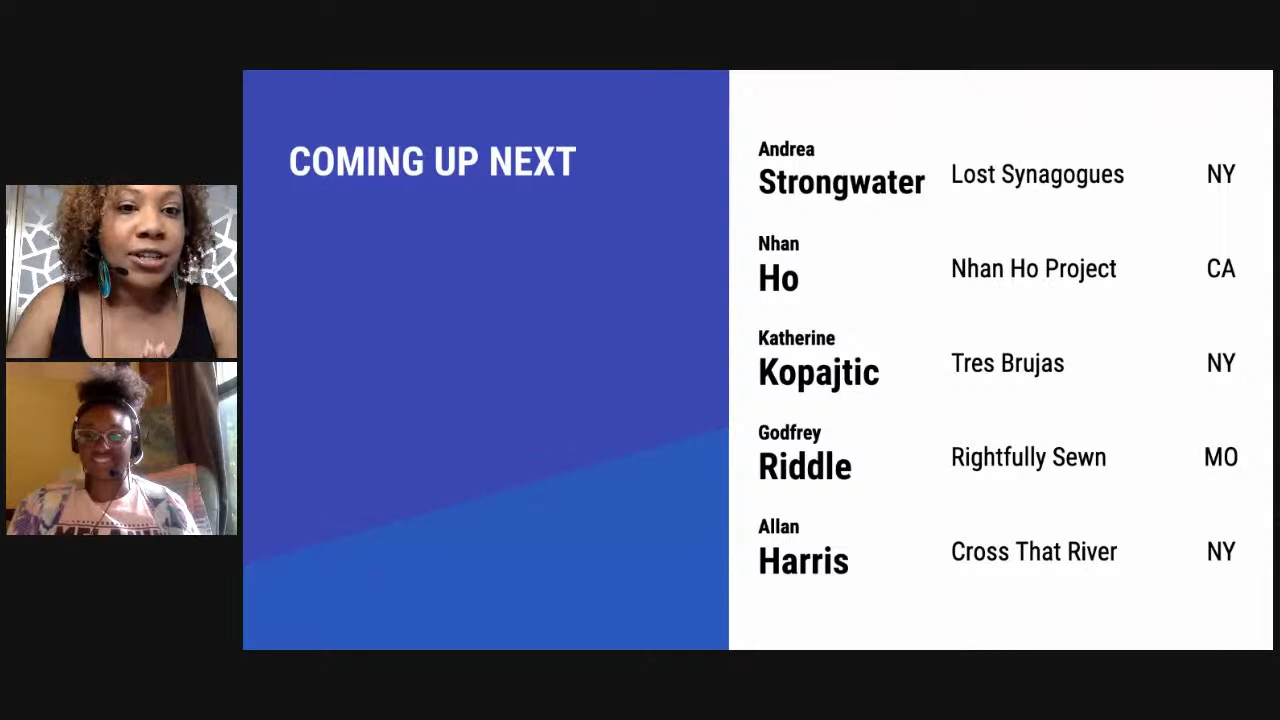 COMING UP NEXT
Andrea
Strongwater
Lost Synagogues
NY
Nhan
Ho
Nhan Ho Project
CA
Katherine
Kopajtic
Tres Brujas
NY
Godfrey
Riddle
Rightfully Sewn
MO
Allan
Harris
Cross That River
NY